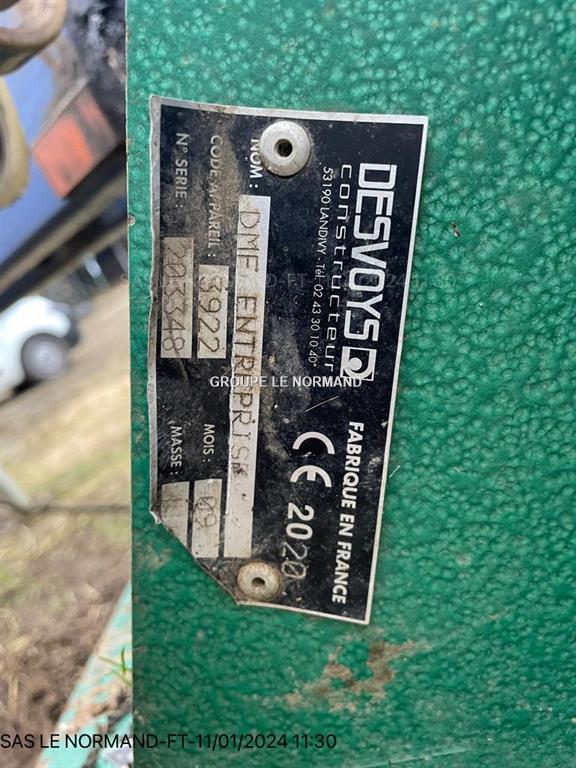 DESVOYS
constructeur
53190 LANDIVY - Tél. 02 43 30 10 40
FABRIQUE EN FRANCE
CE 2020
NOM : DMF ENTREPRISE
CODE APPAREIL : 5922 MOIS : 09
N° SERIE : 203348 MASSE :
GROUPE LE NORMAND
SAS LE NORMAND-FT-11/01/2024 11:30